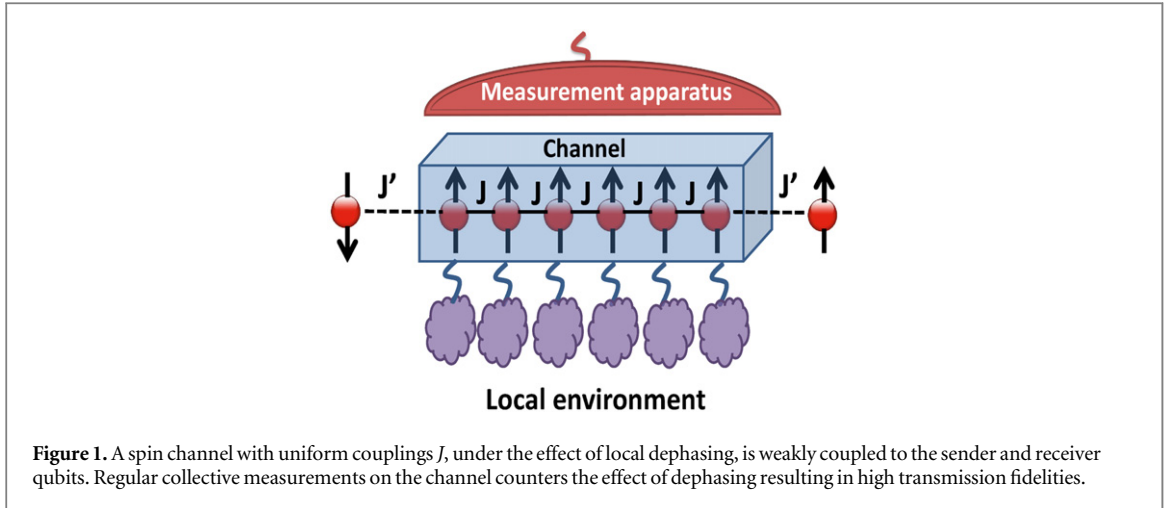 Measurement apparatus
Channel
J’ J J J J J J’
Local environment
Figure 1. A spin channel with uniform couplings J, under the effect of local dephasing, is weakly coupled to the sender and receiver
qubits. Regular collective measurements on the channel counters the effect of dephasing resulting in high transmission fidelities.